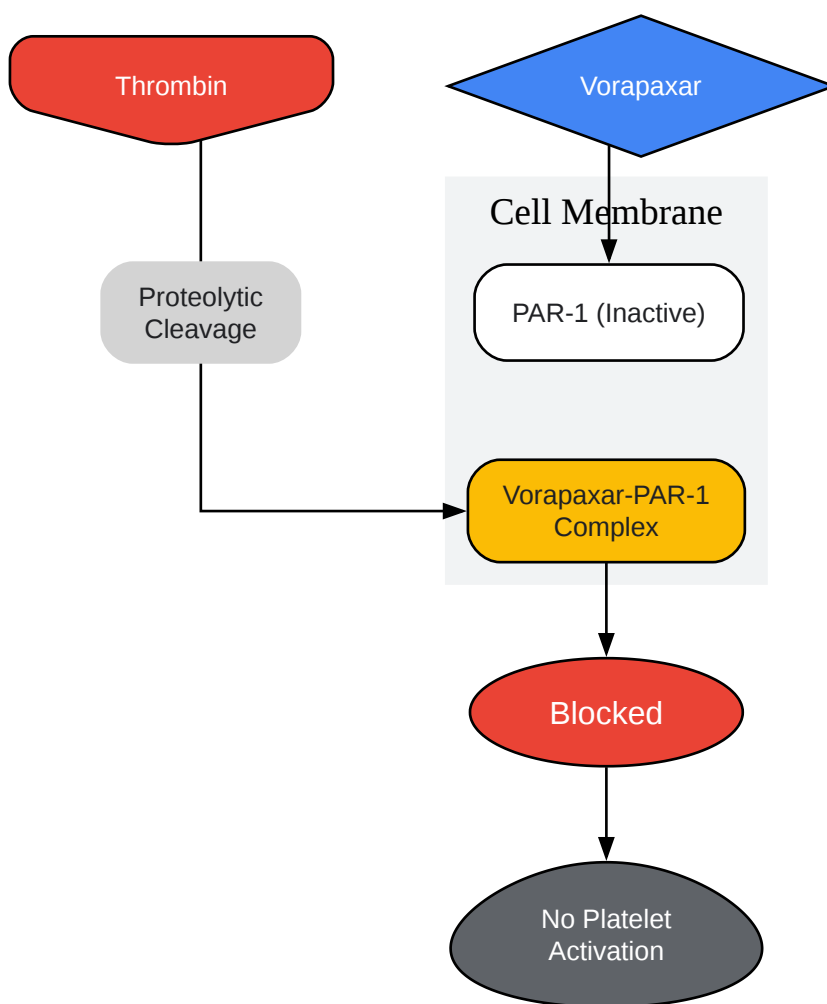 Thrombin
Vorapaxar
Cell Membrane
Proteolytic
Cleavage
PAR-1 (Inactive)
Vorapaxar-PAR-1
Complex
Blocked
No Platelet
Activation